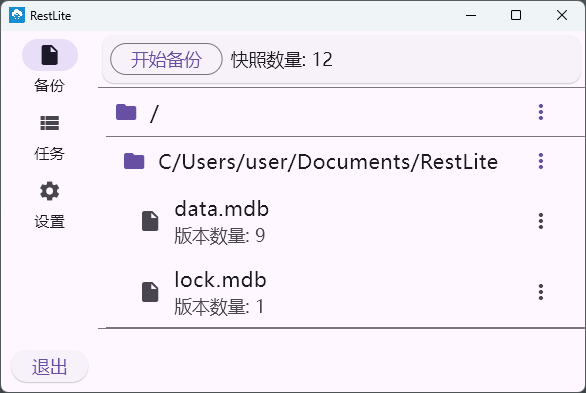 RestLite
备份
任务
设置
退出
开始备份 快照数量: 12
/
C/Users/user/Documents/RestLite
data.mdb
版本数量: 9
lock.mdb
版本数量: 1